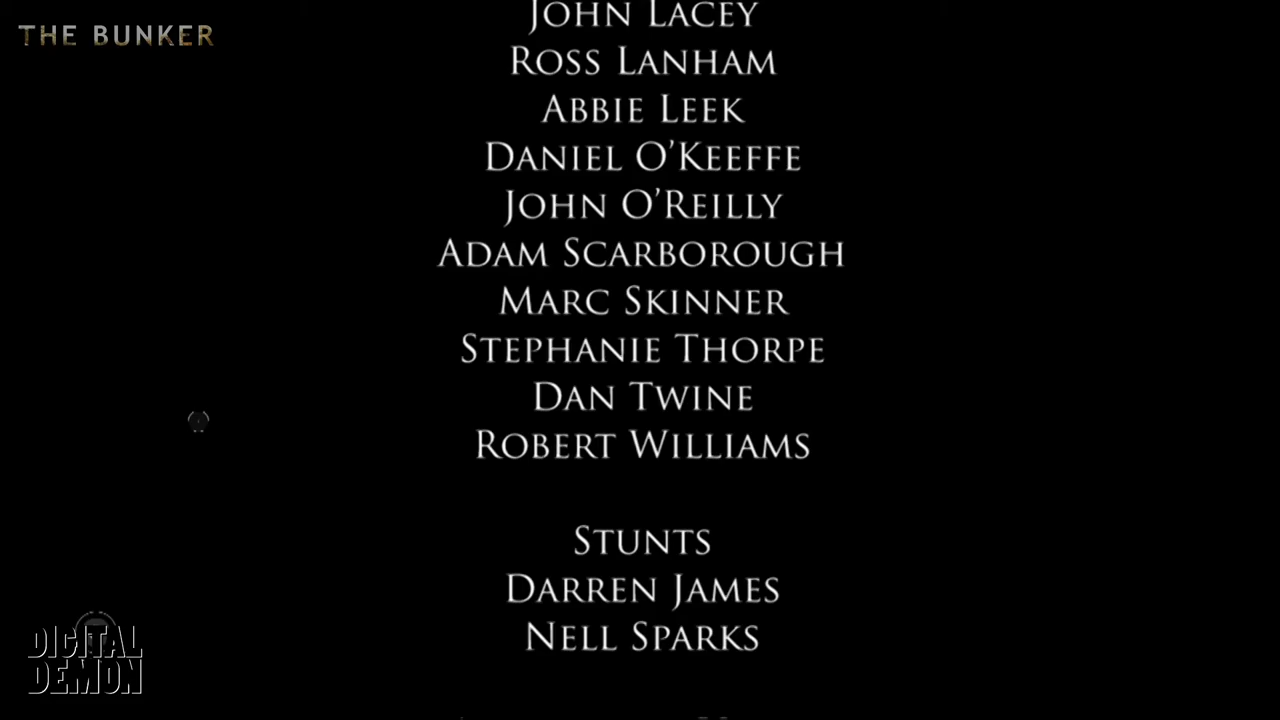 THE BUNKER
JOHN LACEY
ROSS LANHAM
ABBIE LEEK
DANIEL O'KEEFFE
JOHN O'REILLY
ADAM SCARBOROUGH
MARC SKINNER
STEPHANIE THORPE
DAN TWINE
ROBERT WILLIAMS
STUNTS
DARREN JAMES
NELL SPARKS
DIGITAL
DEMON